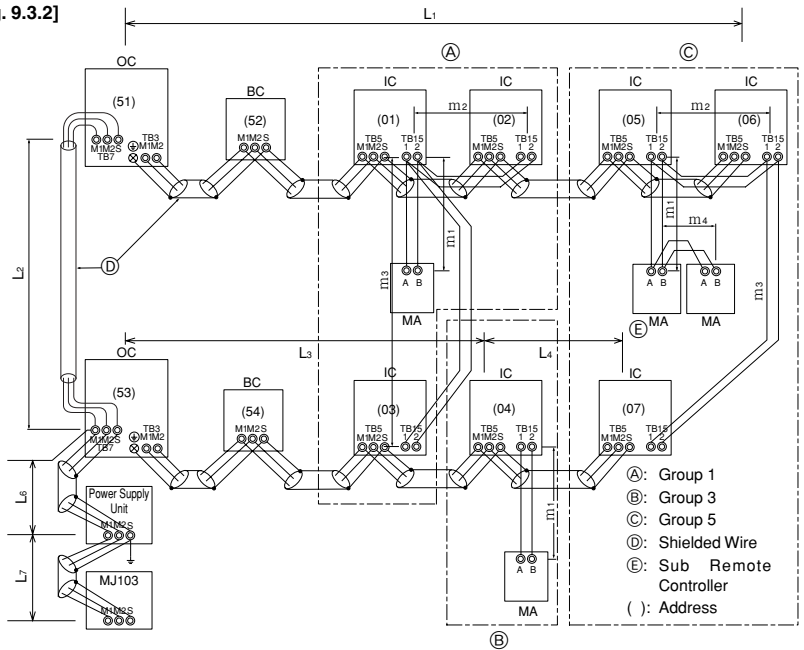 g. 9.3.2]
L1
A
C
OC
BC
IC
IC
IC
IC
(51)
(52)
(01)
m2
(02)
(05)
m2
(06)
TB3
M1M2
M1M2S
TB7
M1M2S
TB5
M1M2S
TB15
1 2
TB5
M1M2S
TB15
1 2
TB5
M1M2S
TB15
1 2
TB5
M1M2S
TB15
1 2
L2
D
m1
m3
m1
m1
m4
m3
A B
MA
A B
A B
E
MA
MA
OC
L3
L4
BC
IC
IC
IC
(53)
(54)
(03)
(04)
(07)
TB3
M1M2
M1M2S
TB7
M1M2S
TB5
M1M2S
TB15
1 2
TB5
M1M2S
TB15
1 2
TB5
M1M2S
TB15
1 2
L6
Power Supply
Unit
M1M2S
L7
MJ103
M1M2S
m1
A B
MA
B
A: Group 1
B: Group 3
C: Group 5
D: Shielded Wire
E: Sub Remote
Controller
( ): Address